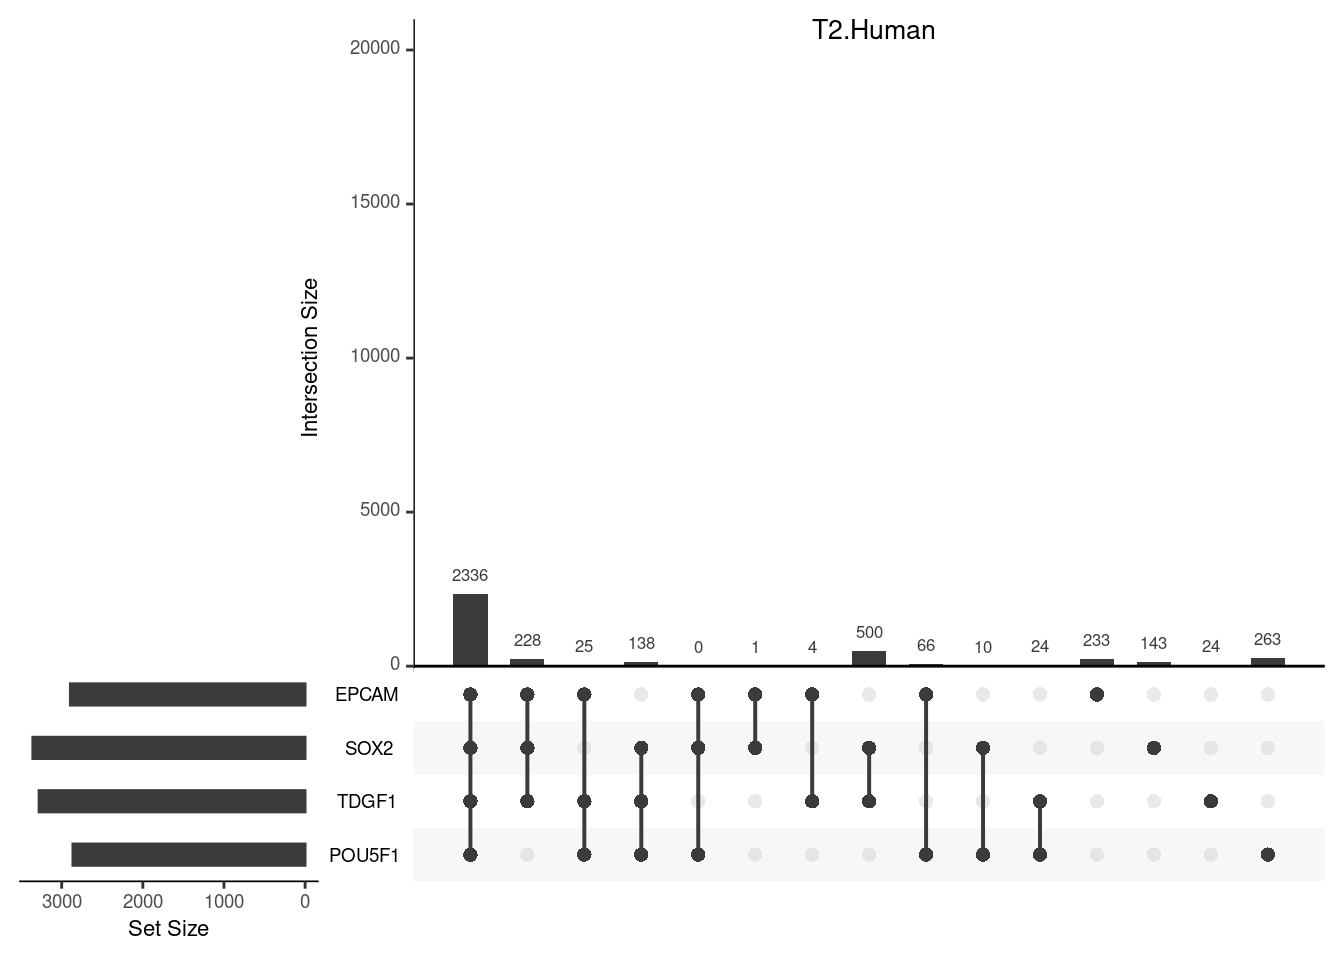 T2.Human
20000
15000
10000
5000
0
Intersection Size
2336 228 25 138 0 1 4 500 66 10 24 233 143 24 263
EPCAM
SOX2
TDGF1
POU5F1
3000 2000 1000 0
Set Size